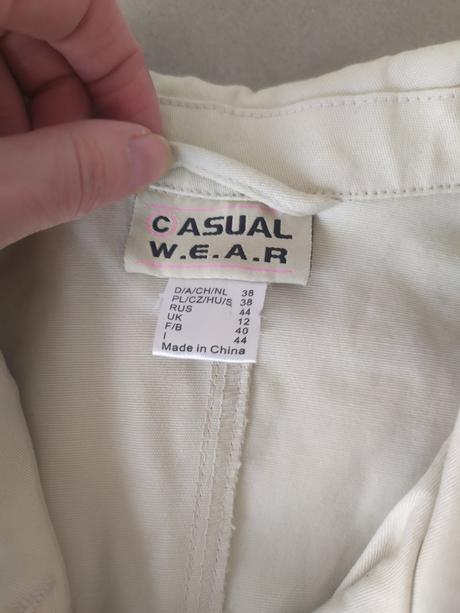 CASUAL
W.E.A.R
D/A/CH/NL 38
PL/CZ/HU/S 38
RUS 44
UK 12
F/B 40
I 44
Made in China